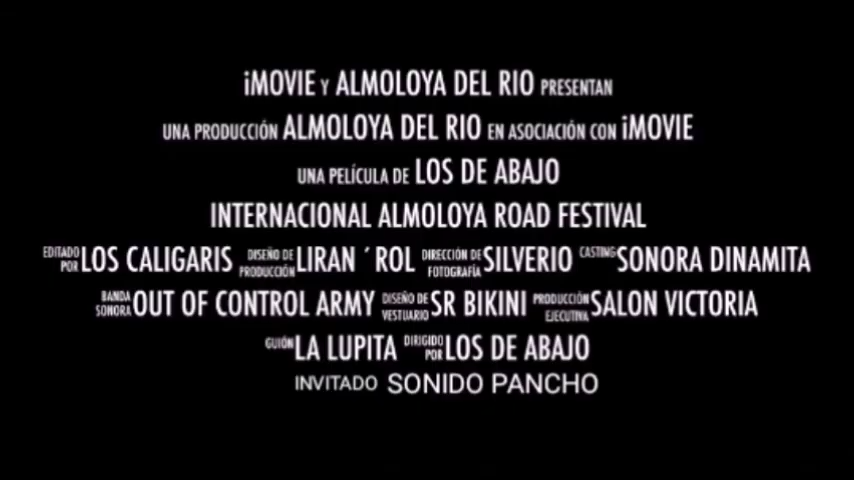 iMOVIE Y ALMOLOYA DEL RIO PRESENTAN
UNA PRODUCCIÓN ALMOLOYA DEL RIO EN ASOCIACIÓN CON iMOVIE
UNA PELÍCULA DE LOS DE ABAJO
INTERNACIONAL ALMOLOYA ROAD FESTIVAL
EDITADO POR LOS CALIGARIS DISEÑO DE PRODUCCIÓN LIRAN ´ROL DIRECCIÓN DE FOTOGRAFÍA SILVERIO CASTING SONORA DINAMITA
BANDA SONORA OUT OF CONTROL ARMY DISEÑO DE VESTUARIO SR BIKINI PRODUCCIÓN EJECUTIVA SALON VICTORIA
GUIÓN LA LUPITA DIRIGIDO POR LOS DE ABAJO
INVITADO SONIDO PANCHO